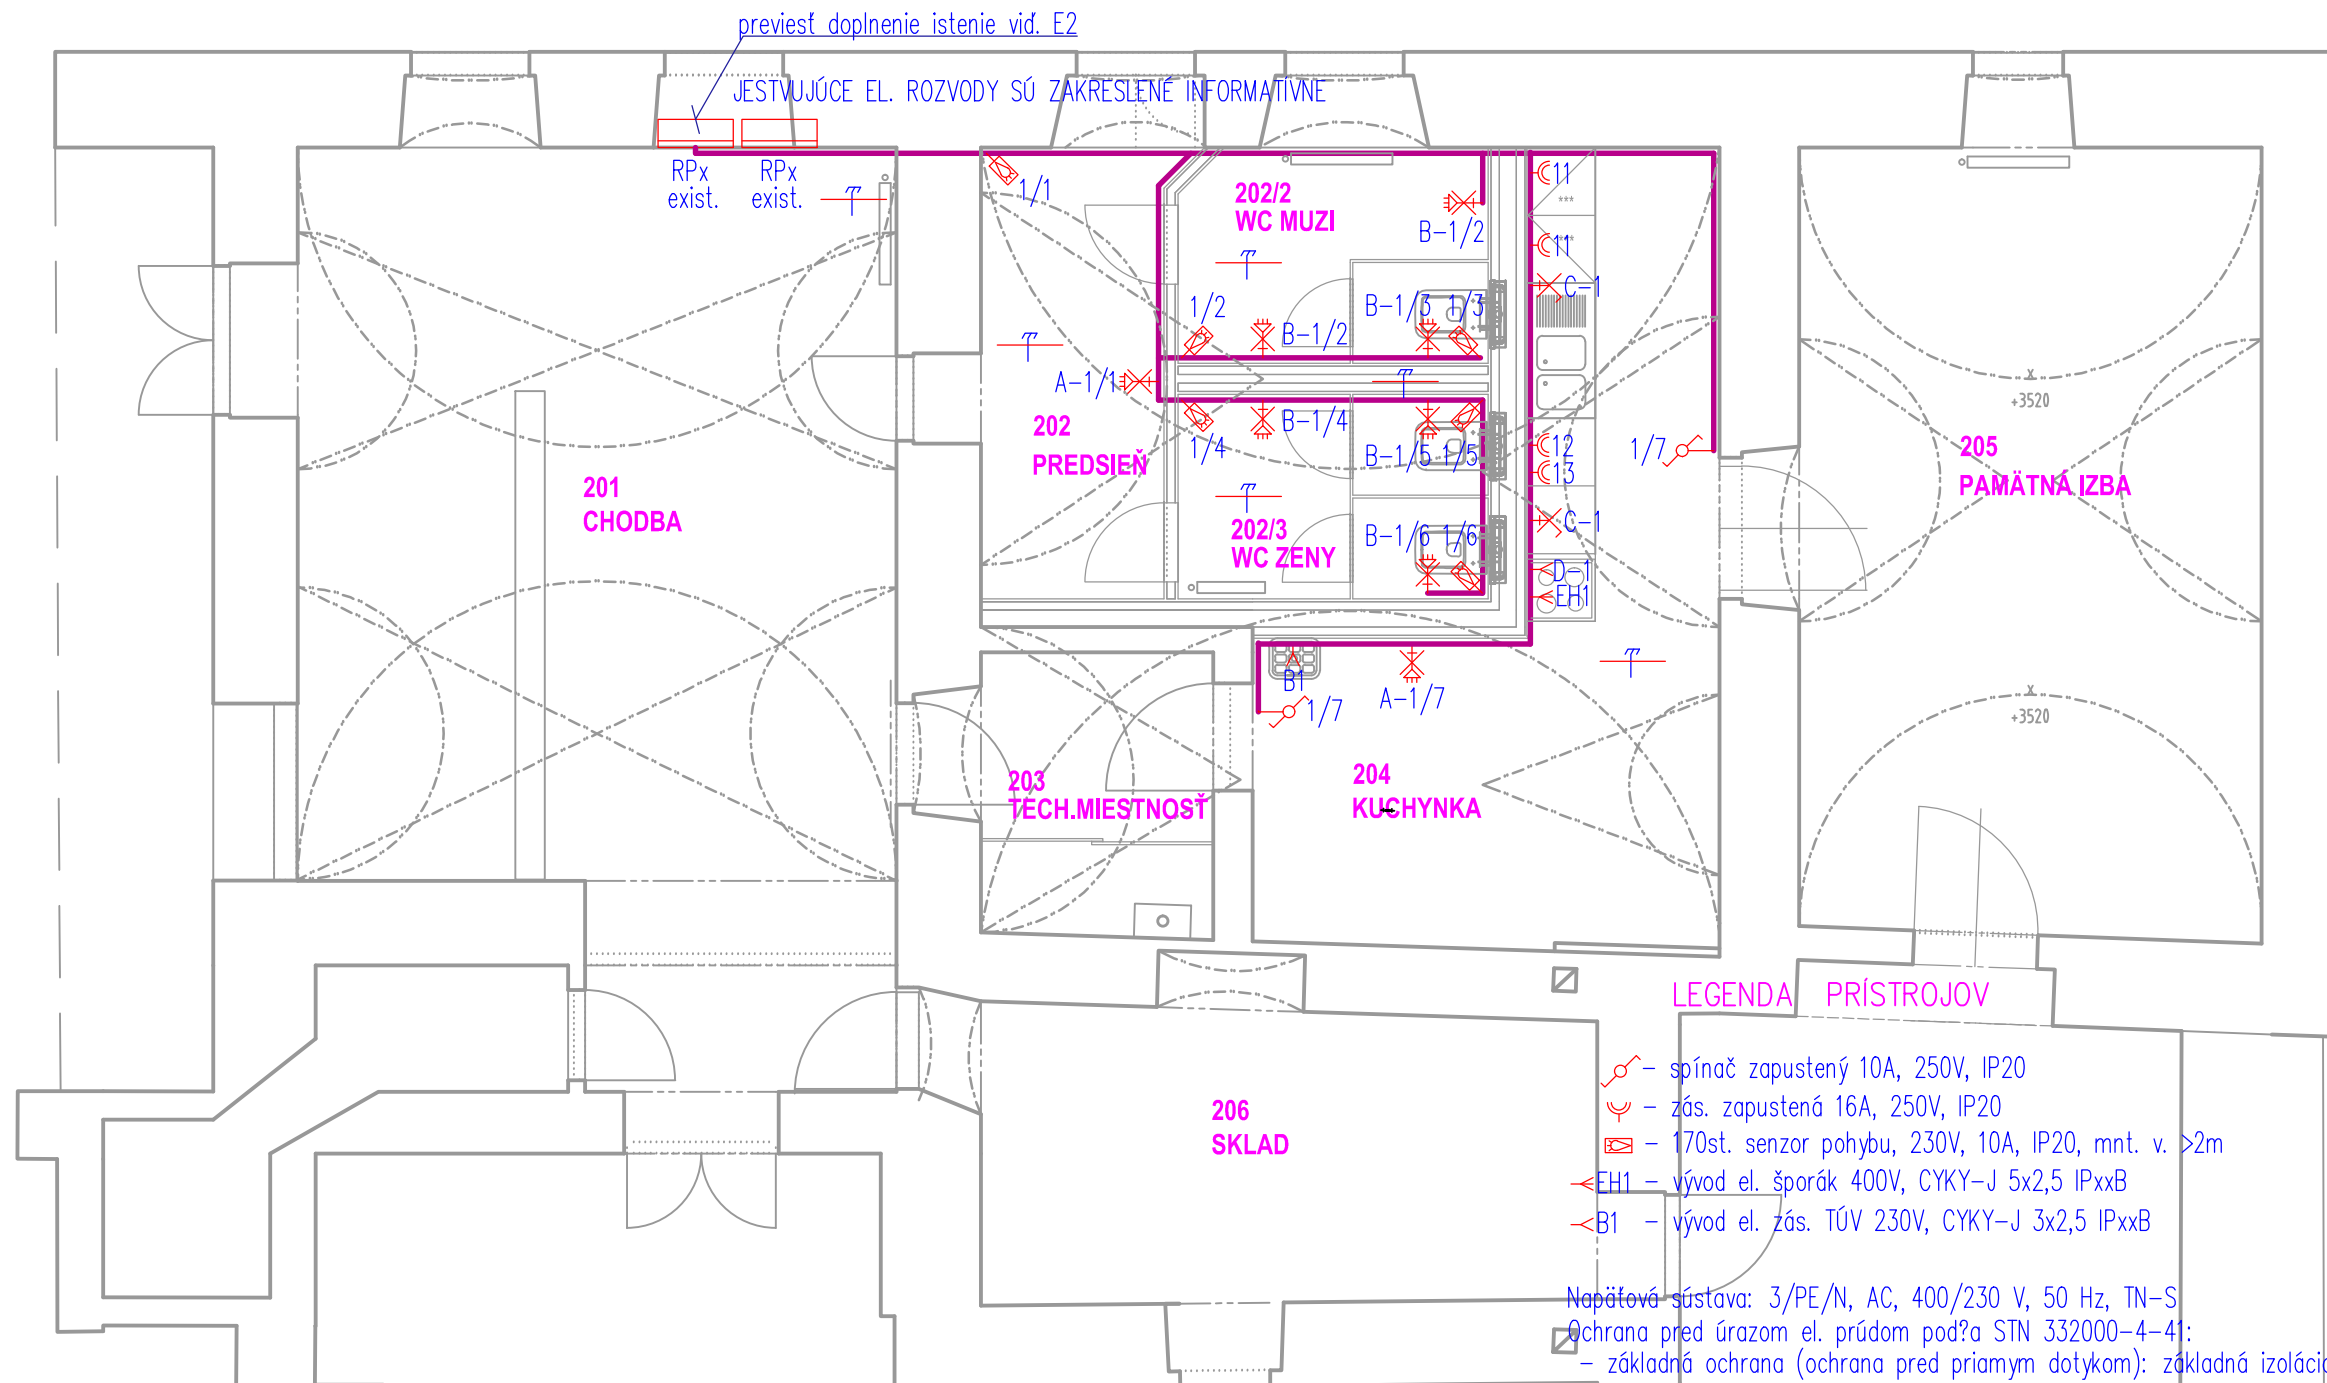 previesť doplnenie istenie viď. E2
JESTVUJÚCE EL. ROZVODY SÚ ZAKRESLENÉ INFORMATÍVNE
RPx
exist.
RPx
exist.
1/1
202/2
WC MUZI
B-1/2
11
***
11
C-1
1/2
B-1/2
B-1/3
1/3
A-1/1
202
PREDSIEŇ
1/4
B-1/4
B-1/5
1/5
12
13
1/7
C-1
202/3
WC ZENY
B-1/6
1/6
D-1
EH1
201
CHODBA
x
+3520
205
PAMÄTNÁ IZBA
B1
1/7
A-1/7
x
+3520
203
TECH.MIESTNOSŤ
204
KUCHYNKA
206
SKLAD
LEGENDA PRÍSTROJOV
- spínač zapustený 10A, 250V, IP20
- zás. zapustená 16A, 250V, IP20
- 170st. senzor pohybu, 230V, 10A, IP20, mnt. v. >2m
EH1 - vývod el. šporák 400V, CYKY-J 5x2,5 IPxxB
B1 - vývod el. zás. TÚV 230V, CYKY-J 3x2,5 IPxxB
Napäťová sústava: 3/PE/N, AC, 400/230 V, 50 Hz, TN-S
Ochrana pred úrazom el. prúdom pod?a STN 332000-4-41:
- základná ochrana (ochrana pred priamym dotykom): základná izolácia